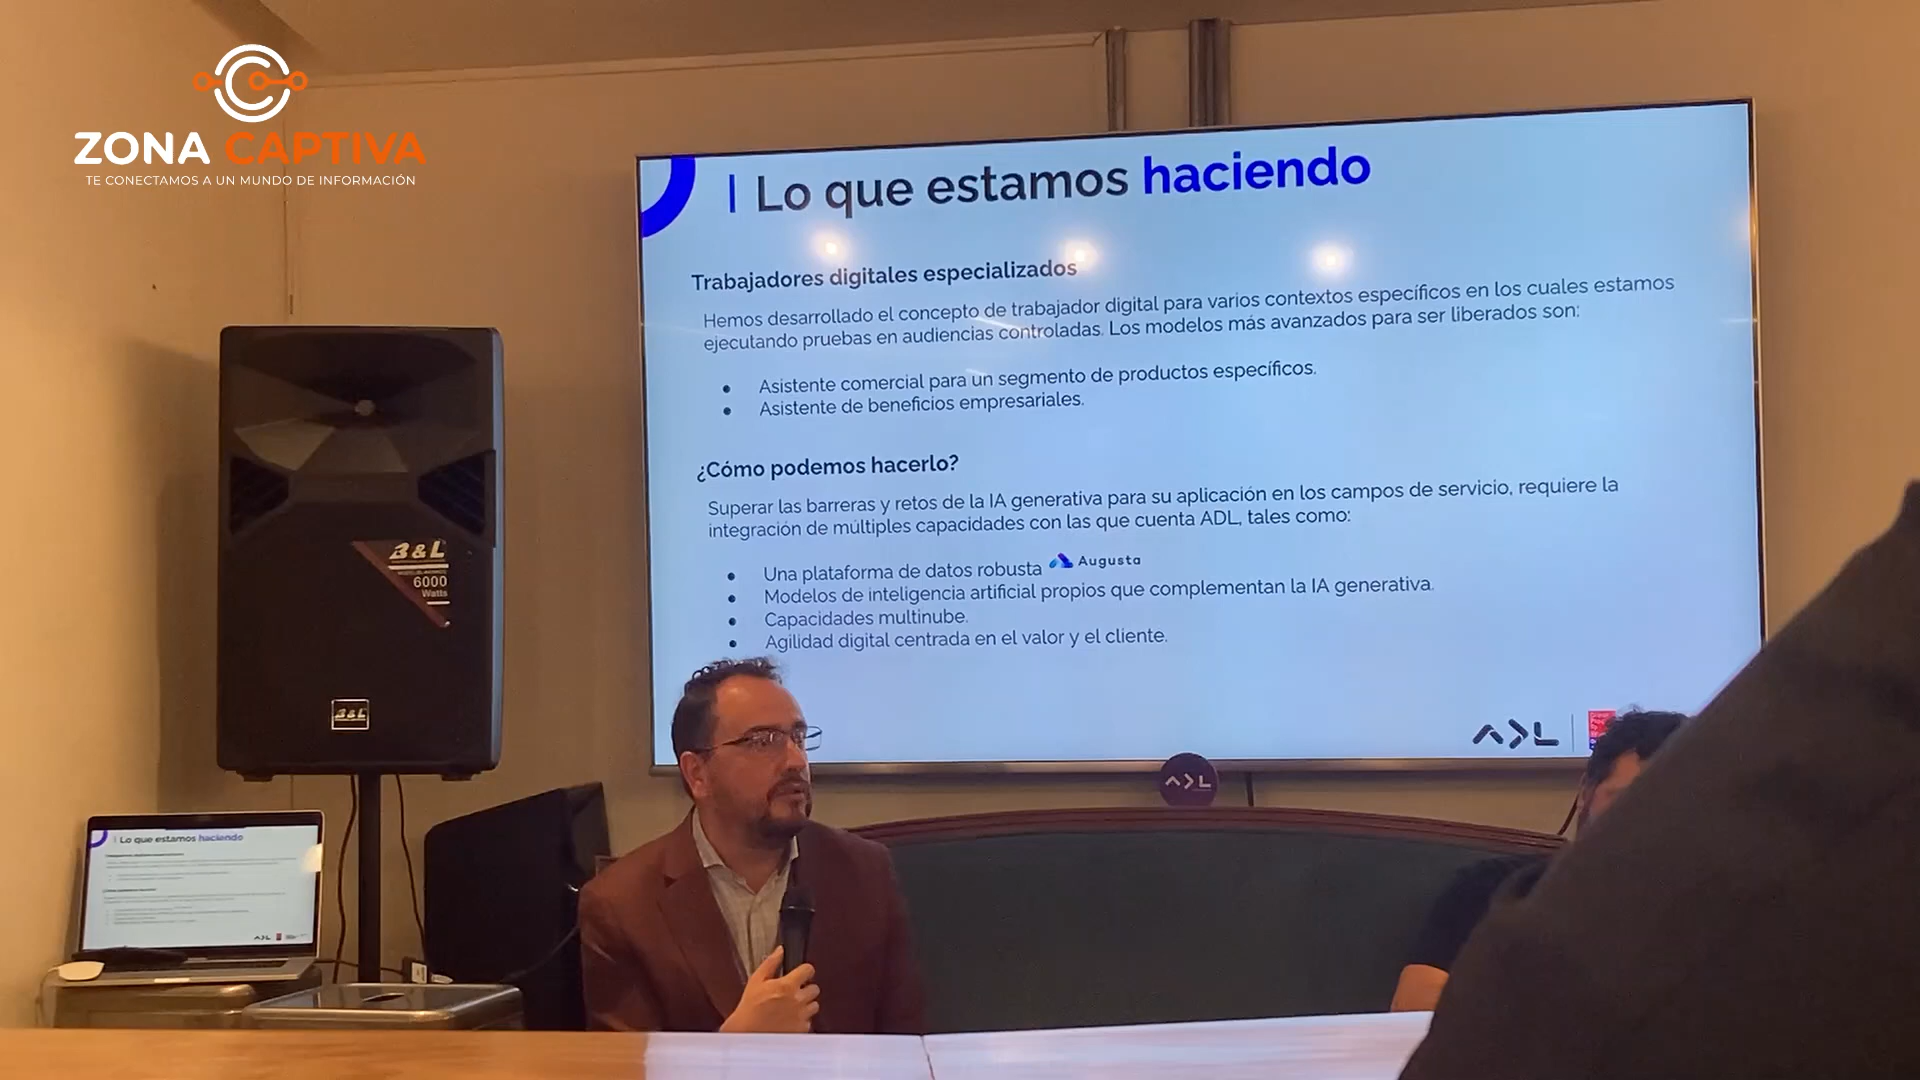 ZONA CAPTIVA
TE CONECTAMOS A UN MUNDO DE INFORMACIÓN
| Lo que estamos haciendo
Trabajadores digitales especializados
Hemos desarrollado el concepto de trabajador digital para varios contextos específicos en los cuales estamos
ejecutando pruebas en audiencias controladas. Los modelos más avanzados para ser liberados son:
• Asistente comercial para un segmento de productos específicos.
• Asistente de beneficios empresariales.
¿Cómo podemos hacerlo?
Superar las barreras y retos de la IA generativa para su aplicación en los campos de servicio, requiere la
integración de múltiples capacidades con las que cuenta ADL, tales como:
• Una plataforma de datos robusta Augusta
• Modelos de inteligencia artificial propios que complementan la IA generativa.
• Capacidades multinube.
• Agilidad digital centrada en el valor y el cliente.
ADL
ADL
B&L
6000
Watts
B&L
| Lo que estamos haciendo